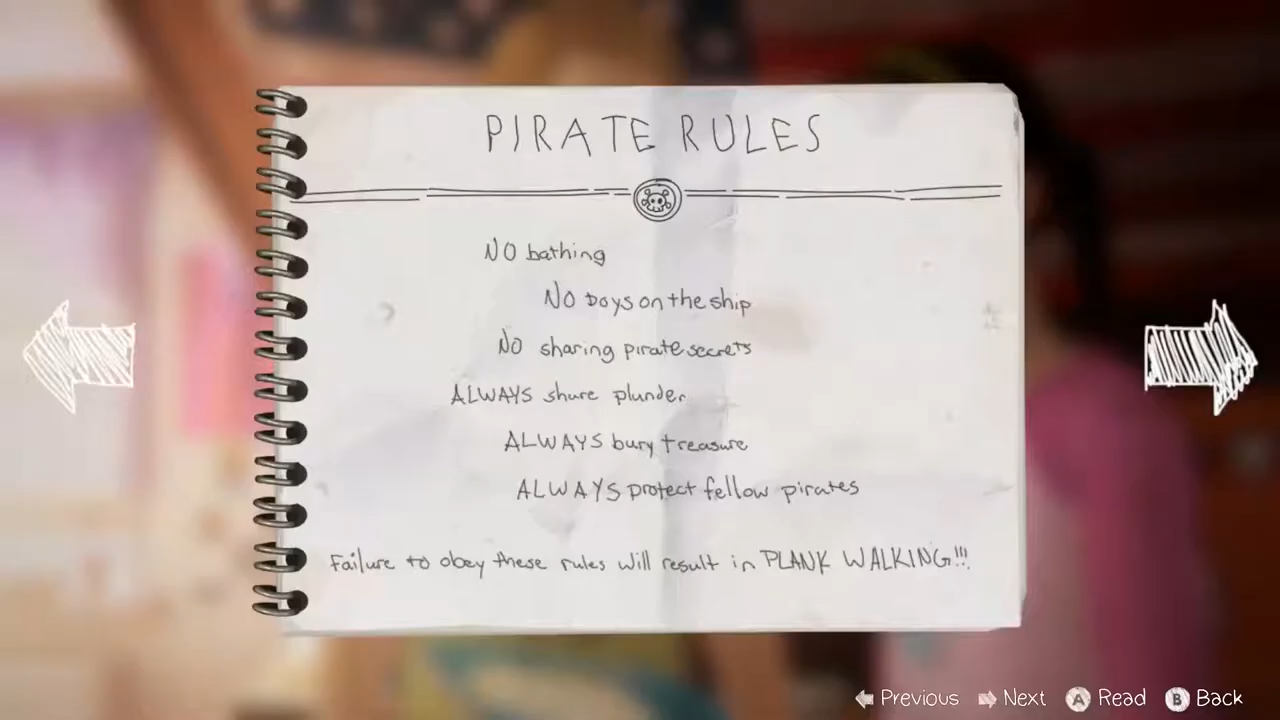 PIRATE RULES
NO bathing
NO boys on the ship
NO sharing pirate secrets
ALWAYS share plunder
ALWAYS bury treasure
ALWAYS protect fellow pirates
Failure to obey these rules will result in PLANK WALKING!!!
Previous Next A Read B Back